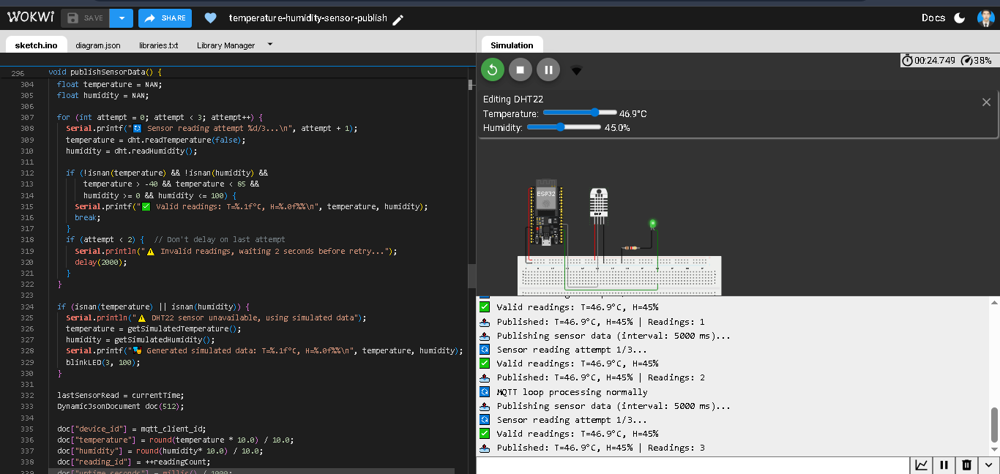 WOKWI SAVE SHARE temperature-humidity-sensor-publish Docs
sketch.ino diagram.json libraries.txt Library Manager
296 void publishSensorData() {
304 float temperature = NAN;
305 float humidity = NAN;
306
307 for (int attempt = 0; attempt < 3; attempt++) {
308 Serial.printf("🔄 Sensor reading attempt %d/3...\n", attempt + 1);
309 temperature = dht.readTemperature(false);
310 humidity = dht.readHumidity();
311
312 if (!isnan(temperature) && !isnan(humidity) &&
313 temperature > -40 && temperature < 85 &&
314 humidity >= 0 && humidity <= 100) {
315 Serial.printf("✅ Valid readings: T=%.1f°C, H=%.0f%%\n", temperature, humidity);
316 break;
317 }
318 if (attempt < 2) { // Don't delay on last attempt
319 Serial.println("⚠️ Invalid readings, waiting 2 seconds before retry...");
320 delay(2000);
321 }
322 }
323
324 if (isnan(temperature) || isnan(humidity)) {
325 Serial.println("⚠️ DHT22 sensor unavailable, using simulated data");
326 temperature = getSimulatedTemperature();
327 humidity = getSimulatedHumidity();
328 Serial.printf("🎭 Generated simulated data: T=%.1f°C, H=%.0f%%\n", temperature, humidity);
329 blinkLED(3, 100);
330 }
331
332 lastSensorRead = currentTime;
333 DynamicJsonDocument doc(512);
334
335 doc["device_id"] = mqtt_client_id;
336 doc["temperature"] = round(temperature * 10.0) / 10.0;
337 doc["humidity"] = round(humidity* 10.0) / 10.0;
338 doc["reading_id"] = ++readingCount;
339 doc["uptime_seconds"] = millis() / 1000;
Simulation
00:24.749 38%
Editing DHT22
Temperature: 46.9°C
Humidity: 45.0%
ESP32
✅ Valid readings: T=46.9°C, H=45%
📤 Published: T=46.9°C, H=45% | Readings: 1
📤 Publishing sensor data (interval: 5000 ms)...
🔄 Sensor reading attempt 1/3...
✅ Valid readings: T=46.9°C, H=45%
📤 Published: T=46.9°C, H=45% | Readings: 2
🔄 MQTT loop processing normally
📤 Publishing sensor data (interval: 5000 ms)...
🔄 Sensor reading attempt 1/3...
✅ Valid readings: T=46.9°C, H=45%
📤 Published: T=46.9°C, H=45% | Readings: 3